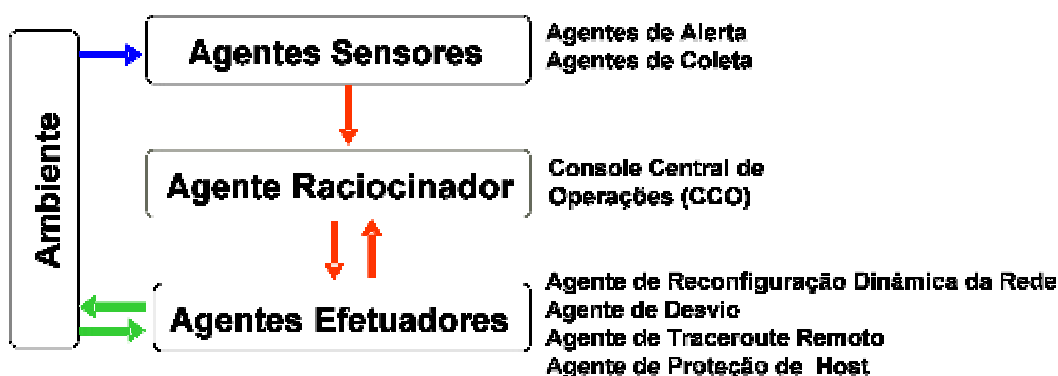 Ambiente
Agentes Sensores
Agentes de Alerta
Agentes de Coleta
Agente Raciocinador
Console Central de
Operações (CCO)
Agentes Efetuadores
Agente de Reconfiguração Dinâmica da Rede
Agente de Desvio
Agente de Traceroute Remoto
Agente de Proteção de Host